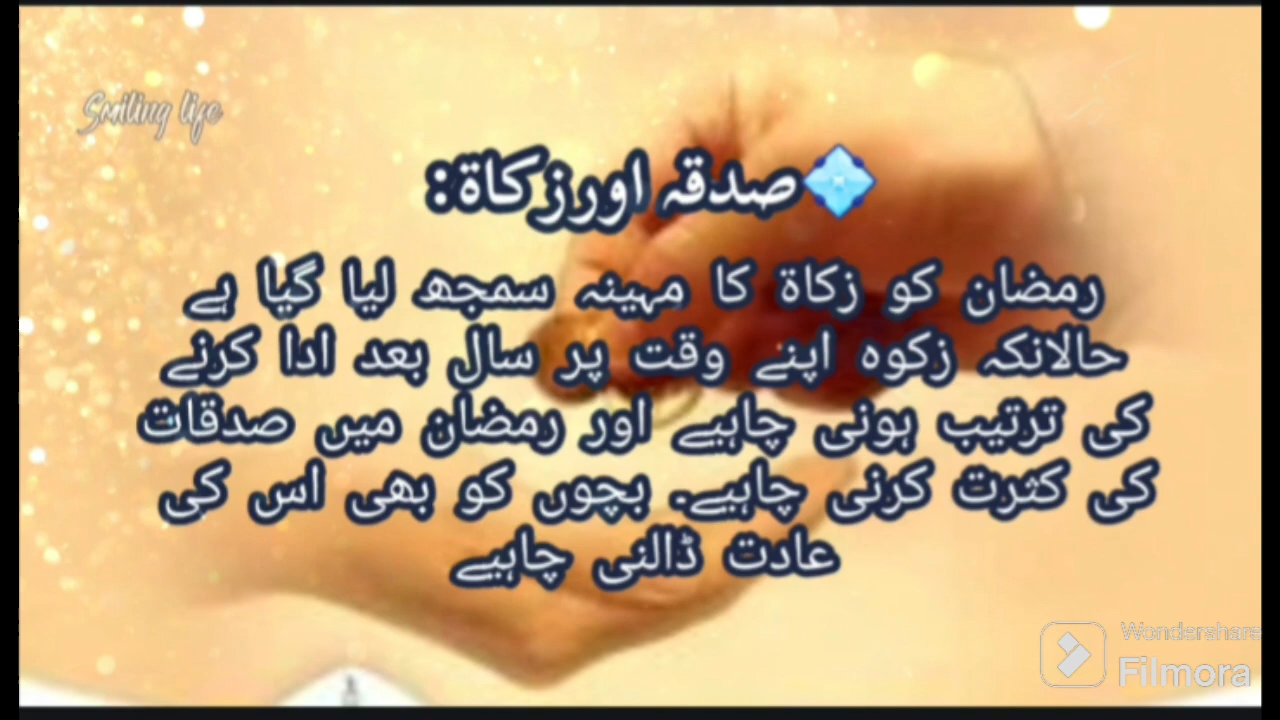 Smiling life
💠صدقہ اورزکاۃ:
رمضان کو زکاۃ کا مہینہ سمجھ لیا گیا ہے
حالانکہ زکوہ اپنے وقت پر سال بعد ادا کرنے
کی ترتیب ہونی چاہیے اور رمضان میں صدقات
کی کثرت کرنی چاہیے۔ بچوں کو بھی اس کی
عادت ڈالنی چاہیے
Wondershare
Filmora